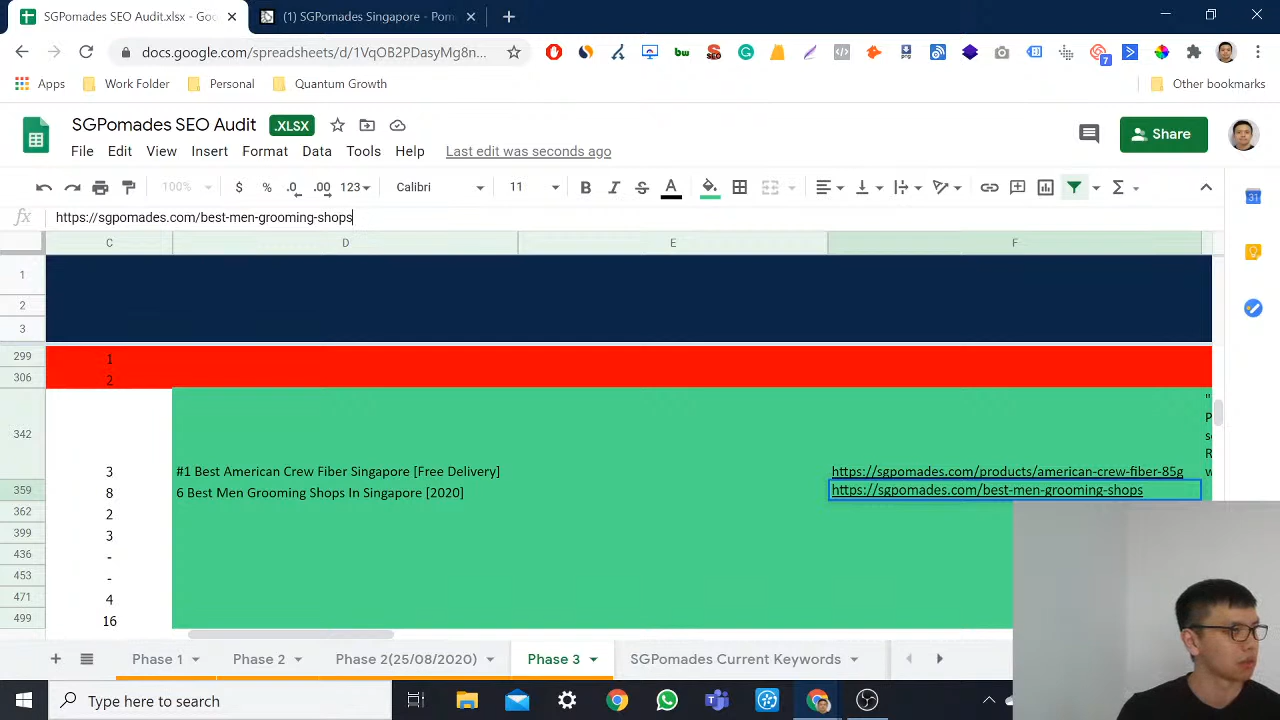 SGPomades SEO Audit.xlsx - Goo
(1) SGPomades Singapore - Pom
docs.google.com/spreadsheets/d/1VqOB2PDasyMg8n...
7
Apps
Work Folder
Personal
Quantum Growth
Other bookmarks
SGPomades SEO Audit
.XLSX
Share
File
Edit
View
Insert
Format
Data
Tools
Help
Last edit was seconds ago
100%
$
%
.0
.00
123
Calibri
11
B
I
S
A
Σ
31
fx
https://sgpomades.com/best-men-grooming-shops
C
D
E
F
1
2
3
299
1
306
2
342
3
#1 Best American Crew Fiber Singapore [Free Delivery]
https://sgpomades.com/products/american-crew-fiber-85g
359
8
6 Best Men Grooming Shops In Singapore [2020]
https://sgpomades.com/best-men-grooming-shops
362
2
399
3
436
-
453
-
471
4
499
16
Phase 1
Phase 2
Phase 2(25/08/2020)
Phase 3
SGPomades Current Keywords
Type here to search